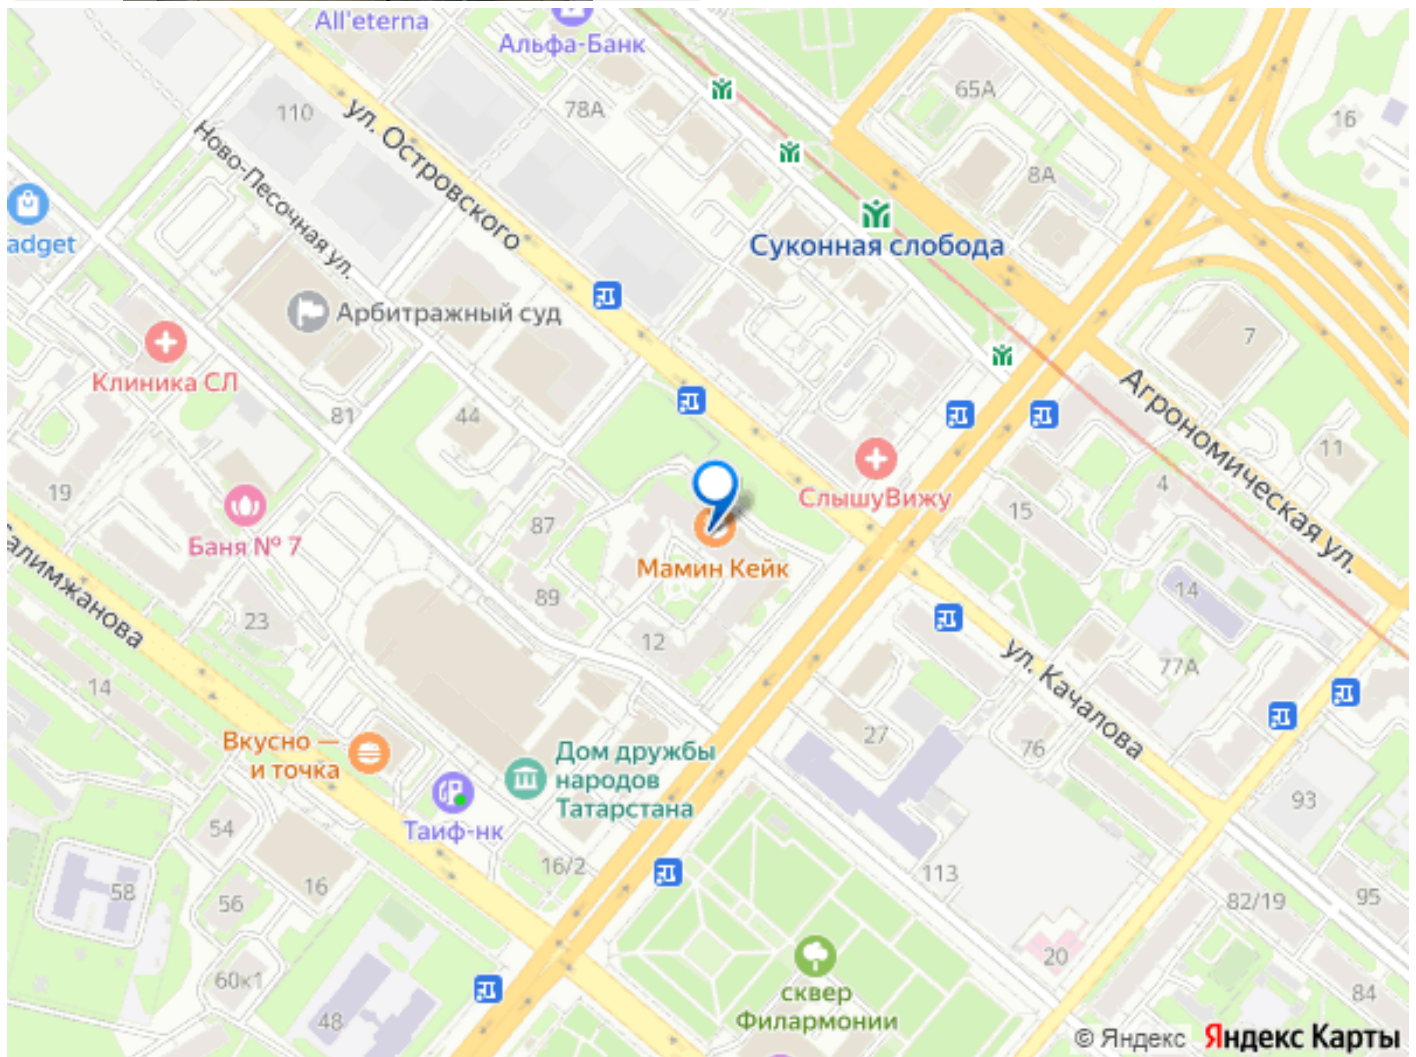 All'eterna
Альфа-Банк
65А
110
78А
16
ул. Островского
Ново-Песочная ул.
8А
adget
Суконная слобода
Арбитражный суд
7
Клиника СЛ
81
44
Агрономическая ул.
11
СлышуВижу
4
19
87
15
Баня № 7
Мамин Кейк
алимжанова
89
14
23
12
ул. Качалова
77А
14
27
76
Вкусно —
и точка
Дом дружбы
народов
Татарстана
93
Таиф-нк
54
16/2
113
58
16
56
82/19
95
20
60к1
сквер
Филармонии
84
48
© Яндекс Яндекс Карты